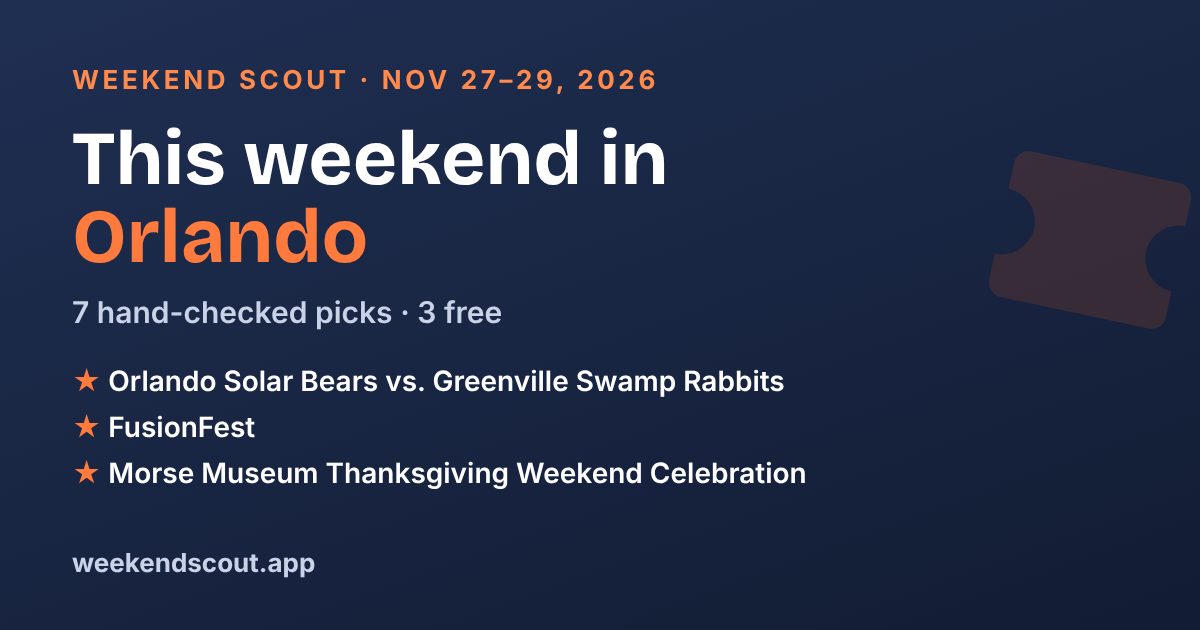 WEEKEND SCOUT · NOV 27–29, 2026
This weekend in
Orlando
7 hand-checked picks · 3 free
★ Orlando Solar Bears vs. Greenville Swamp Rabbits
★ FusionFest
★ Morse Museum Thanksgiving Weekend Celebration
weekendscout.app